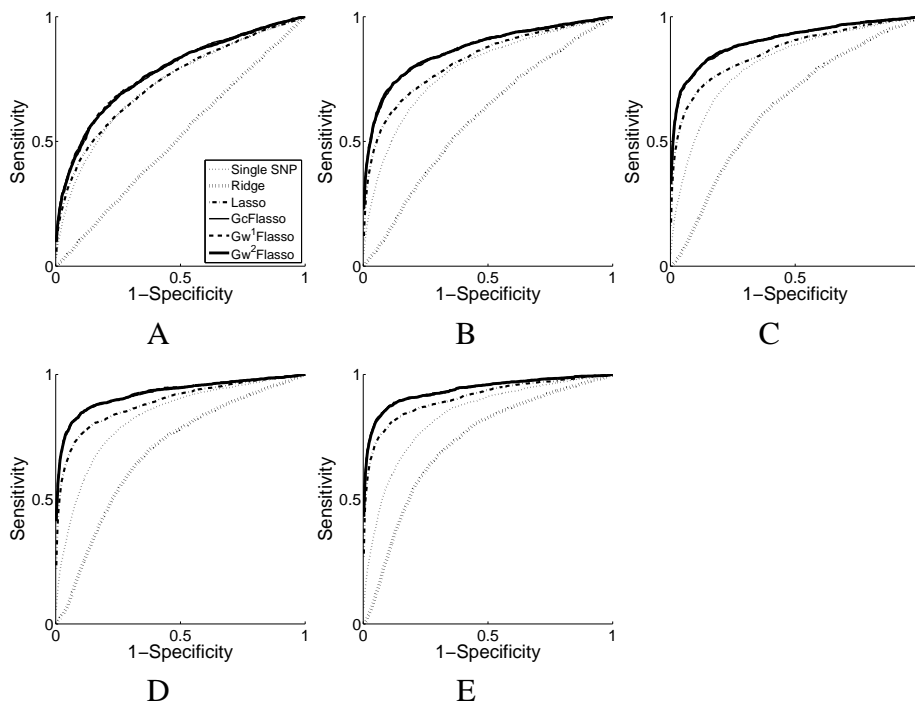 1
0.5
0
Sensitivity
0 0.5 1
1−Specificity
Single SNP
Ridge
Lasso
GcFlasso
Gw¹Flasso
Gw²Flasso
A
1
0.5
0
Sensitivity
0 0.5 1
1−Specificity
B
1
0.5
0
Sensitivity
0 0.5
1−Specificity
C
1
0.5
0
Sensitivity
0 0.5 1
1−Specificity
D
1
0.5
0
Sensitivity
0 0.5 1
1−Specificity
E